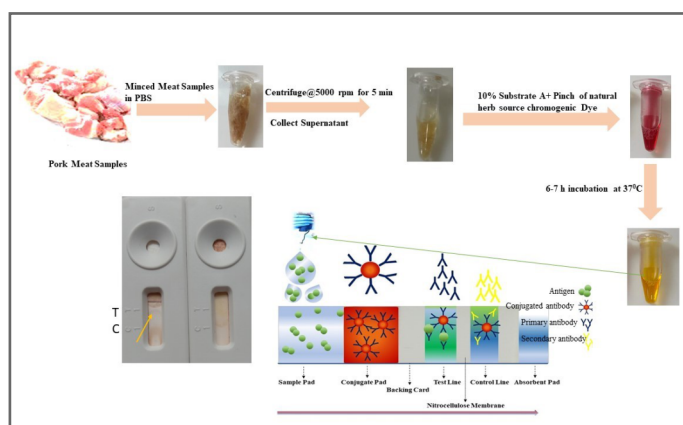 Minced Meat Samples
in PBS
Centrifuge@5000 rpm for 5 min
Collect Supernatant
10% Substrate A+ Pinch of natural
herb source chromogenic Dye
Pork Meat Samples
6-7 h incubation at 37⁰C
T
C
Antigen
Conjugated antibody
Primary antibody
Secondary antibody
Sample Pad
Conjugate Pad
Backing Card
Test Line
Control Line
Absorbent Pad
Nitrocellulose Membrane